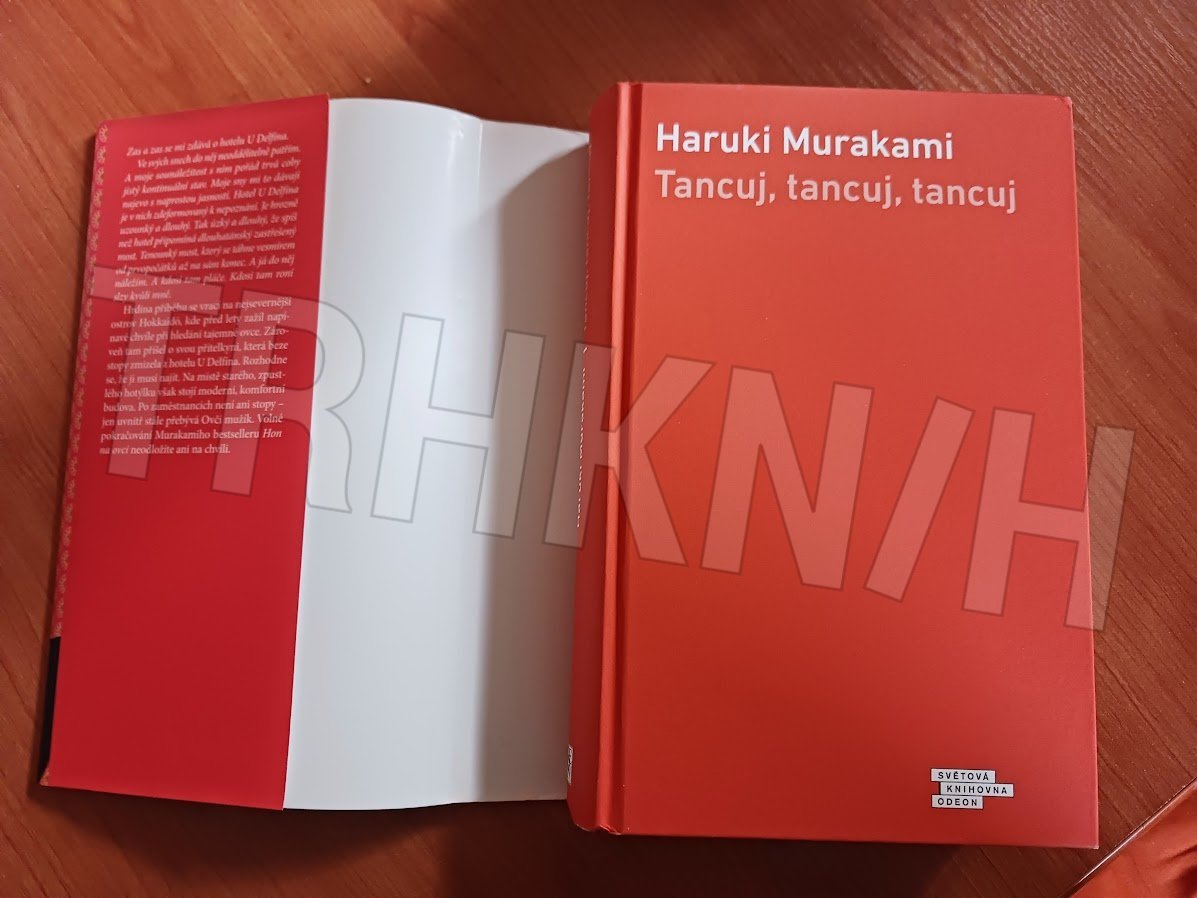 Zas a zas se mi zdává o hotelu U Delfína.
Ve svých snech do něj neoddělitelně patřím.
A moje sounáležitost s ním pořád trvá coby
jistý kontinuální stav. Moje sny mi to dávají
najevo s naprostou jasností. Hotel U Delfína
je v nich zdeformovaný k nepoznání. Je hrozně
uzounký a dlouhý. Tak úzký a dlouhý, že spíš
než hotel připomíná dlouhatánský zastřešený
most. Tenounký most, který se táhne vesmírem
od prvopočátků až na sám konec. A já do něj
náležím. A kdosi tam pláče. Kdosi tam roní
slzy kvůli mně.
Hrdina příběhu se vrací na nejsevernější
ostrov Hokkaidó, kde před lety zažil napí-
navé chvíle při hledání tajemné ovce. Záro-
veň tam přišel o svou přítelkyni, která beze
stopy zmizela z hotelu U Delfína. Rozhodne
se, že ji musí najít. Na místě starého, zpust-
lého hotýlku však stojí moderní, komfortní
budova. Po zaměstnancích není ani stopy –
jen uvnitř stále přebývá Ovčí mužík. Volné
pokračování Murakamiho bestselleru Hon
na ovci neodložíte ani na chvíli.
Haruki Murakami
Tancuj, tancuj, tancuj
SVĚTOVÁ
KNIHOVNA
ODEON
TRHKN/H